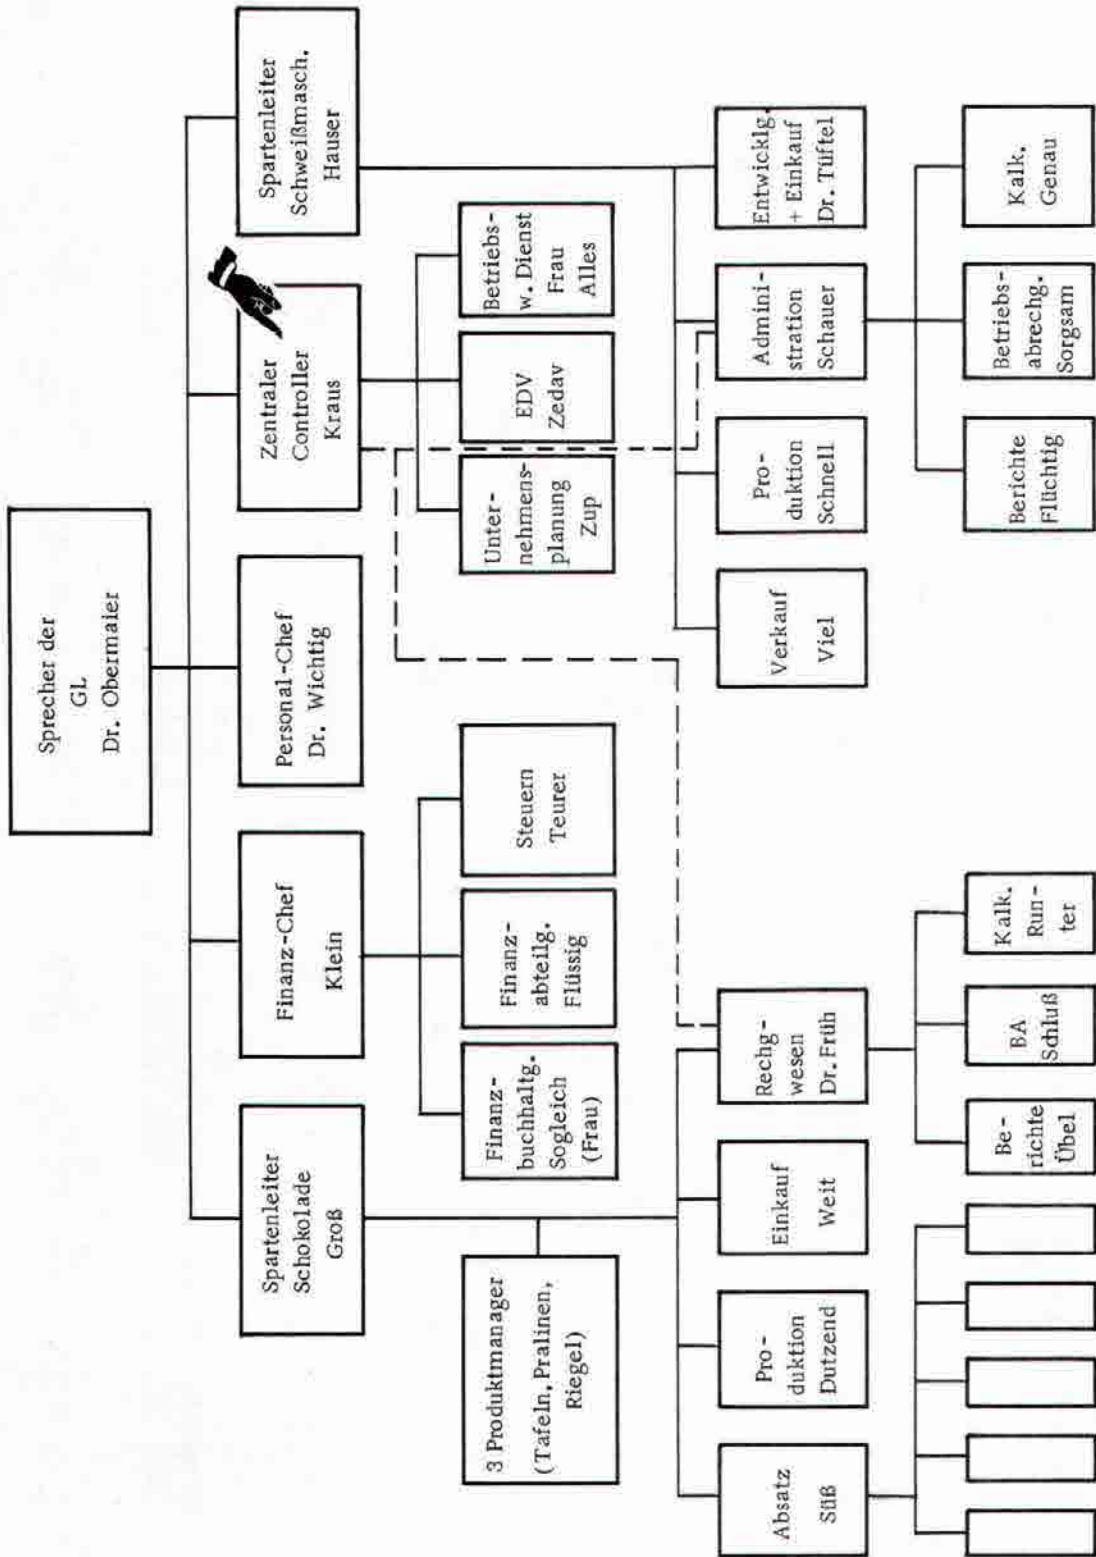 Sprecher der
GL
Dr. Obermaier
Spartenleiter
Schokolade
Groß
Finanz-Chef
Klein
Personal-Chef
Dr. Wichtig
Zentraler
Controller
Kraus
Spartenleiter
Schweißmasch.
Hauser
3 Produktmanager
(Tafeln, Pralinen,
Riegel)
Finanz-
buchhaltg.
Sogleich
(Frau)
Finanz-
abteilg.
Flüssig
Steuern
Teurer
Unter-
nehmens-
planung
Zup
EDV
Zedav
Betriebs-
w. Dienst
Frau
Alles
Absatz
Süß
Pro-
duktion
Dutzend
Einkauf
Weit
Rechg-
wesen
Dr. Früh
Verkauf
Viel
Pro-
duktion
Schnell
Admini-
stration
Schauer
Entwicklg.
+ Einkauf
Dr. Tüftel
Be-
richte
Übel
BA
Schluß
Kalk.
Run-
ter
Berichte
Flüchtig
Betriebs-
abrechg.
Sorgsam
Kalk.
Genau